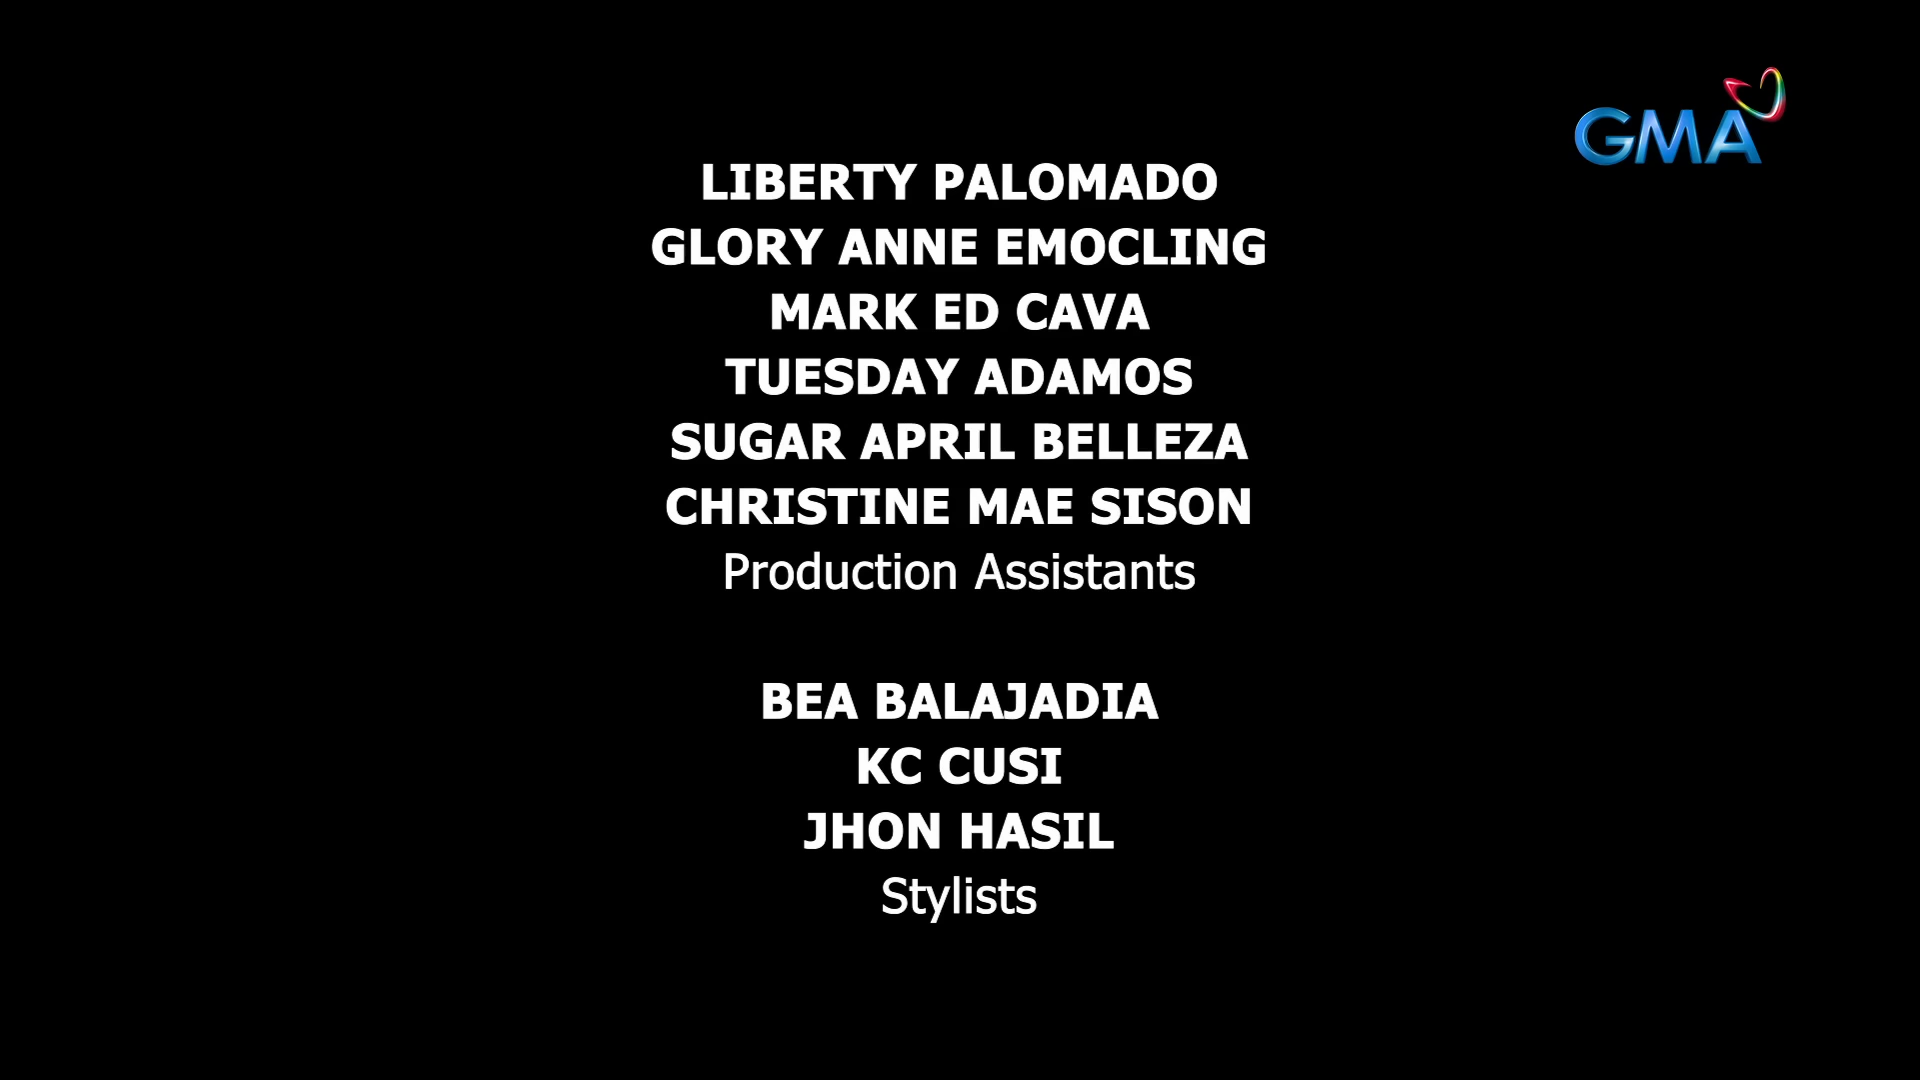 GMA
LIBERTY PALOMADO
GLORY ANNE EMOCLING
MARK ED CAVA
TUESDAY ADAMOS
SUGAR APRIL BELLEZA
CHRISTINE MAE SISON
Production Assistants
BEA BALAJADIA
KC CUSI
JHON HASIL
Stylists